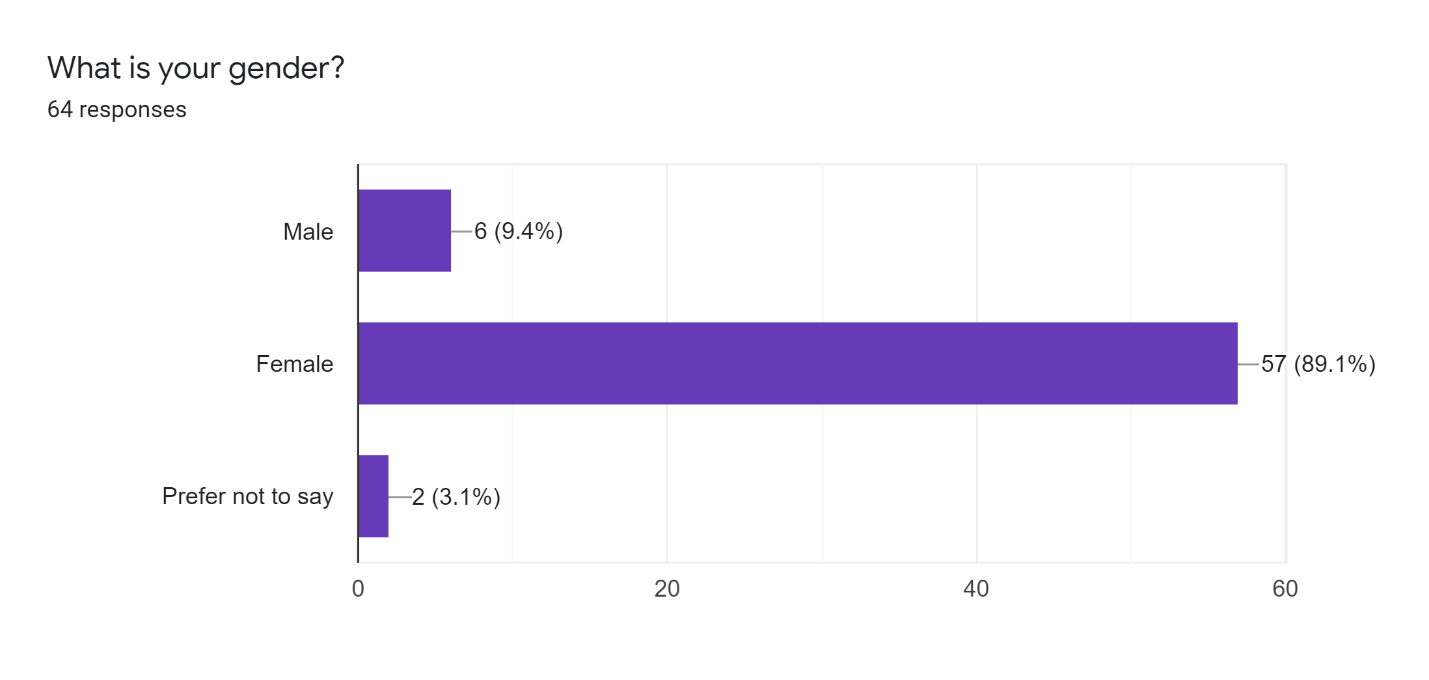 What is your gender?
64 responses
Male
6 (9.4%)
Female
57 (89.1%)
Prefer not to say
2 (3.1%)
0 20 40 60